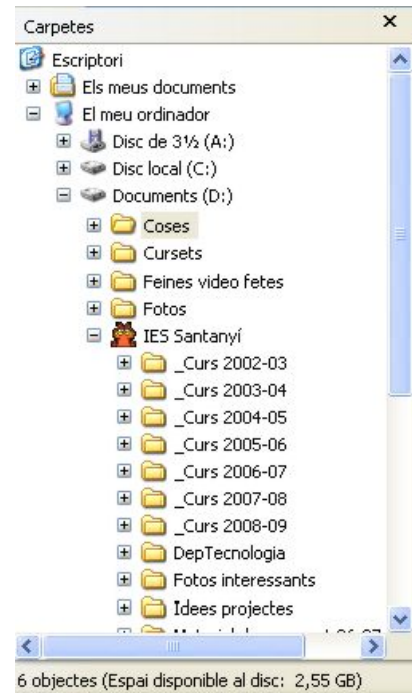 Carpetes
Escriptori
Els meus documents
El meu ordinador
Disc de 3½ (A:)
Disc local (C:)
Documents (D:)
Coses
Cursets
Feines video fetes
Fotos
IES Santanyí
_Curs 2002-03
_Curs 2003-04
_Curs 2004-05
_Curs 2005-06
_Curs 2006-07
_Curs 2007-08
_Curs 2008-09
DepTecnologia
Fotos interessants
Idees projectes
6 objectes (Espai disponible al disc: 2,55 GB)